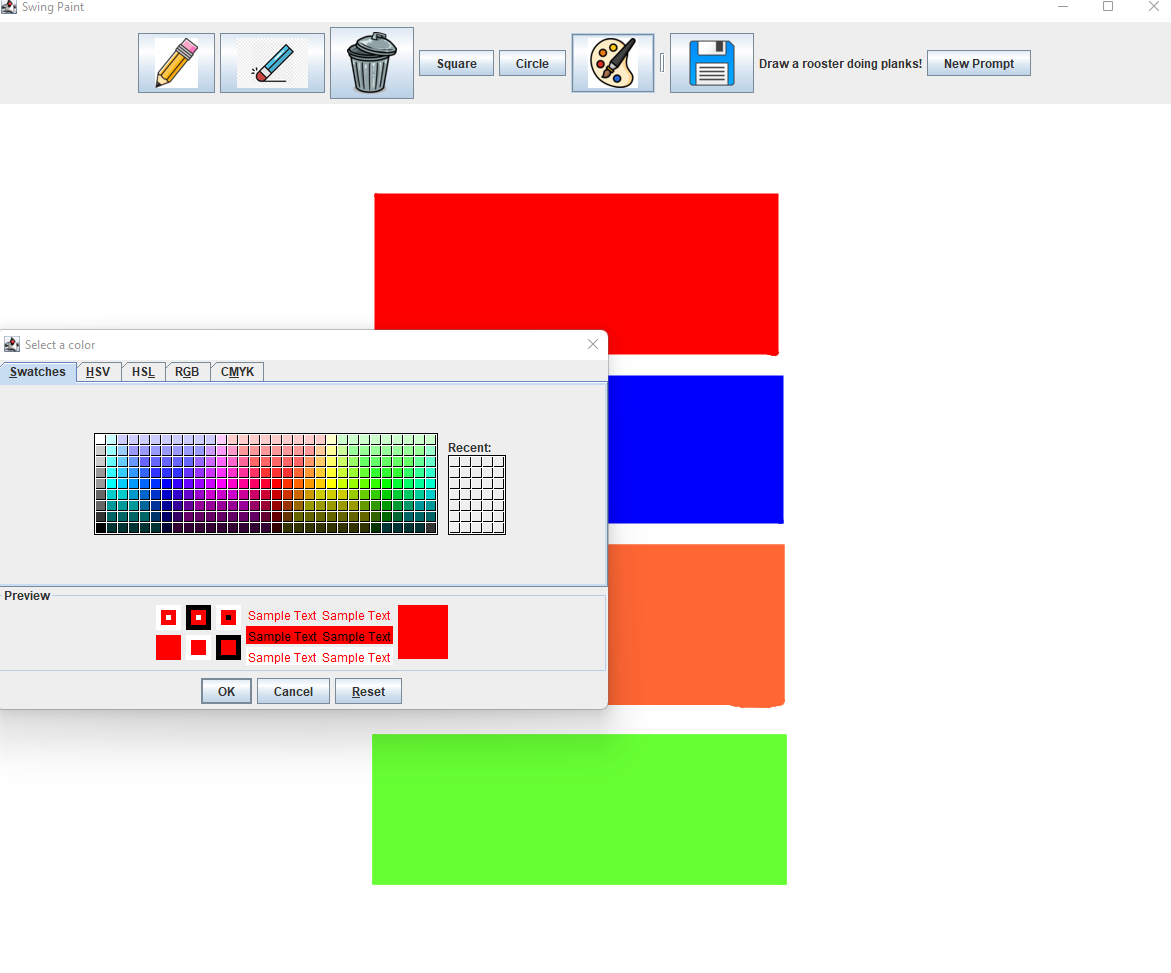 Swing Paint
Square Circle Draw a rooster doing planks! New Prompt
Select a color
Swatches HSV HSL RGB CMYK
Recent:
Preview
Sample Text Sample Text
Sample Text Sample Text
Sample Text Sample Text
OK Cancel Reset